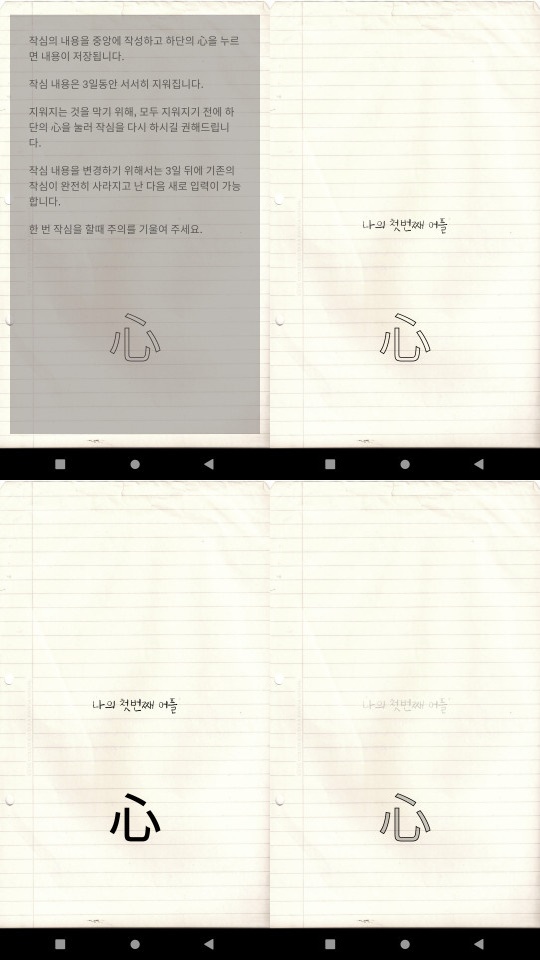 작심의 내용을 중앙에 작성하고 하단의 心을 누르
면 내용이 저장됩니다.
작심 내용은 3일동안 서서히 지워집니다.
지워지는 것을 막기 위해, 모두 지워지기 전에 하
단의 心을 눌러 작심을 다시 하시길 권해드립니
다.
작심 내용을 변경하기 위해서는 3일 뒤에 기존의
작심이 완전히 사라지고 난 다음 새로 입력이 가능
합니다.
한 번 작심을 할때 주의를 기울여 주세요.
心
나의 첫번째 어플
心
나의 첫번째 어플
心
나의 첫번째 어플
心